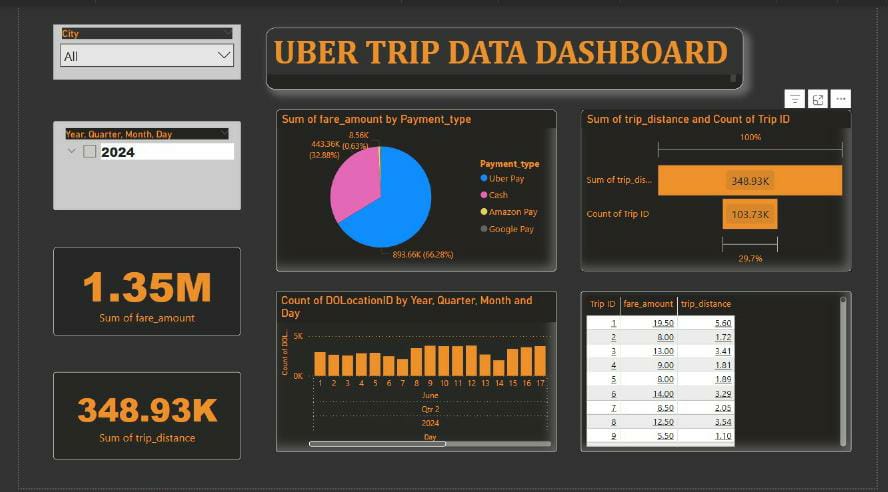 City
All
UBER TRIP DATA DASHBOARD
Year, Quarter, Month, Day
2024
1.35M
Sum of fare_amount
348.93K
Sum of trip_distance
Sum of fare_amount by Payment_type
8.56K
(0.63%)
443.36K
(32.88%)
893.66K (66.28%)
Payment_type
Uber Pay
Cash
Amazon Pay
Google Pay
Sum of trip_distance and Count of Trip ID
100%
Sum of trip_dis... 348.93K
Count of Trip ID 103.73K
29.7%
Count of DOLocationID by Year, Quarter, Month and
Day
Count of DOL...
5K
0K
1 2 3 4 5 6 7 8 9 10 11 12 13 14 15 16 17
June
Qtr 2
2024
Day
Trip ID fare_amount trip_distance
1 19.50 5.60
2 8.00 1.72
3 13.00 3.41
4 9.00 1.81
5 8.00 1.89
6 14.00 3.29
7 8.50 2.05
8 12.50 3.54
9 5.50 1.10